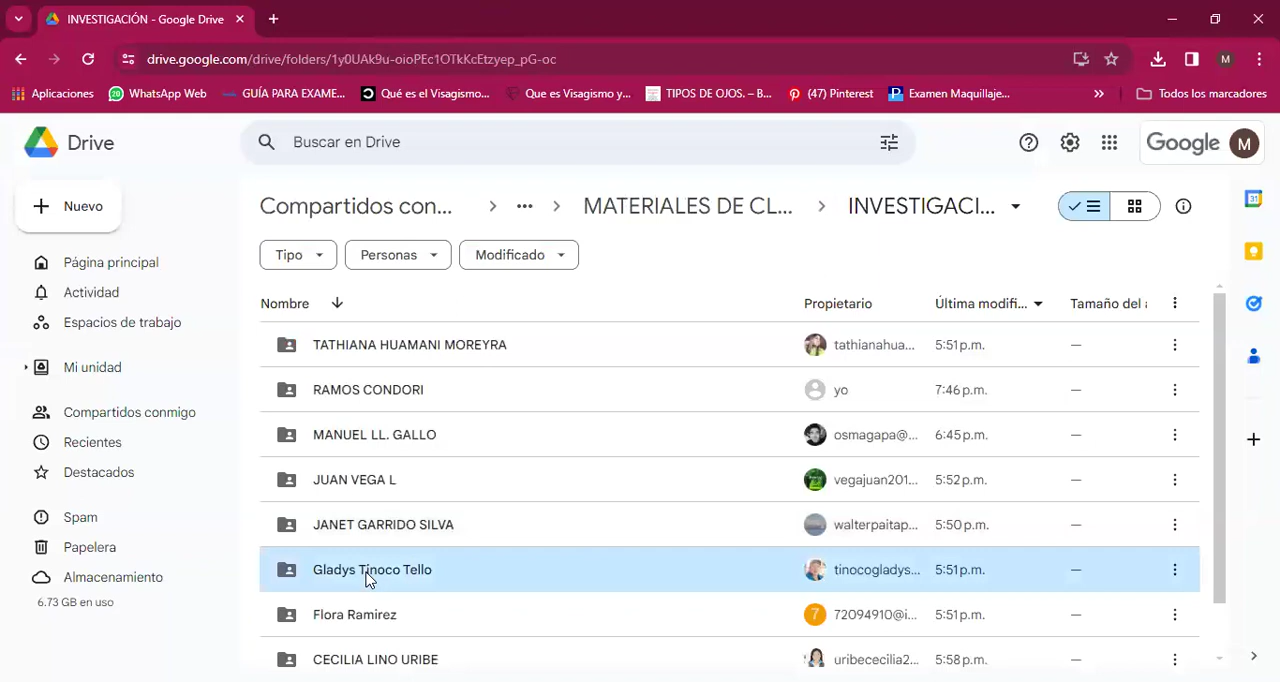 INVESTIGACIÓN - Google Drive
drive.google.com/drive/folders/1y0UAk9u-oioPEc1OTkKcEtzyep_pG-oc
M
Aplicaciones
20
WhatsApp Web
GUÍA PARA EXAME...
Qué es el Visagismo...
Que es Visagismo y...
TIPOS DE OJOS. – B...
(47) Pinterest
Examen Maquillaje...
Todos los marcadores
Drive
Buscar en Drive
Google
M
Nuevo
Compartidos con...
MATERIALES DE CL...
INVESTIGACI...
Tipo
Personas
Modificado
Página principal
Actividad
Espacios de trabajo
Mi unidad
Compartidos conmigo
Recientes
Destacados
Spam
Papelera
Almacenamiento
6.73 GB en uso
Nombre Propietario Última modifi... Tamaño del
TATHIANA HUAMANI MOREYRA tathianahua... 5:51 p.m. —
RAMOS CONDORI yo 7:46 p.m. —
MANUEL LL. GALLO osmagapa@... 6:45 p.m. —
JUAN VEGA L vegajuan201... 5:52 p.m. —
JANET GARRIDO SILVA walterpaitap... 5:50 p.m. —
Gladys Tinoco Tello tinocogladys... 5:51 p.m. —
Flora Ramirez 7 72094910@i... 5:51 p.m. —
CECILIA LINO URIBE uribececilia2... 5:58 p.m. —
31